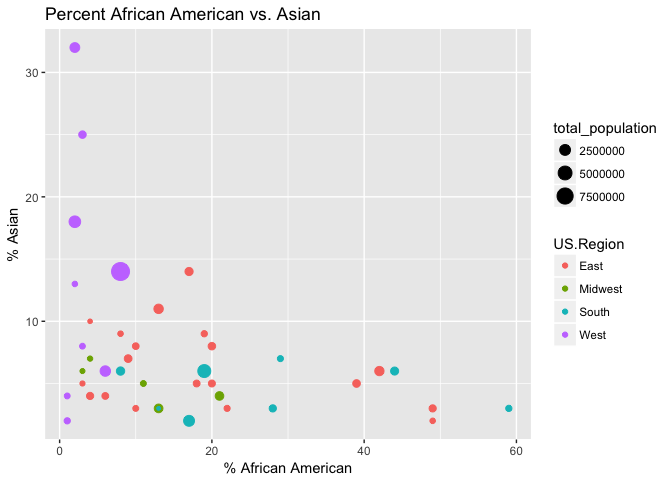 Percent African American vs. Asian
30
20
10
% Asian
0
20
40
60
% African American
total_population
2500000
5000000
7500000
US.Region
East
Midwest
South
West